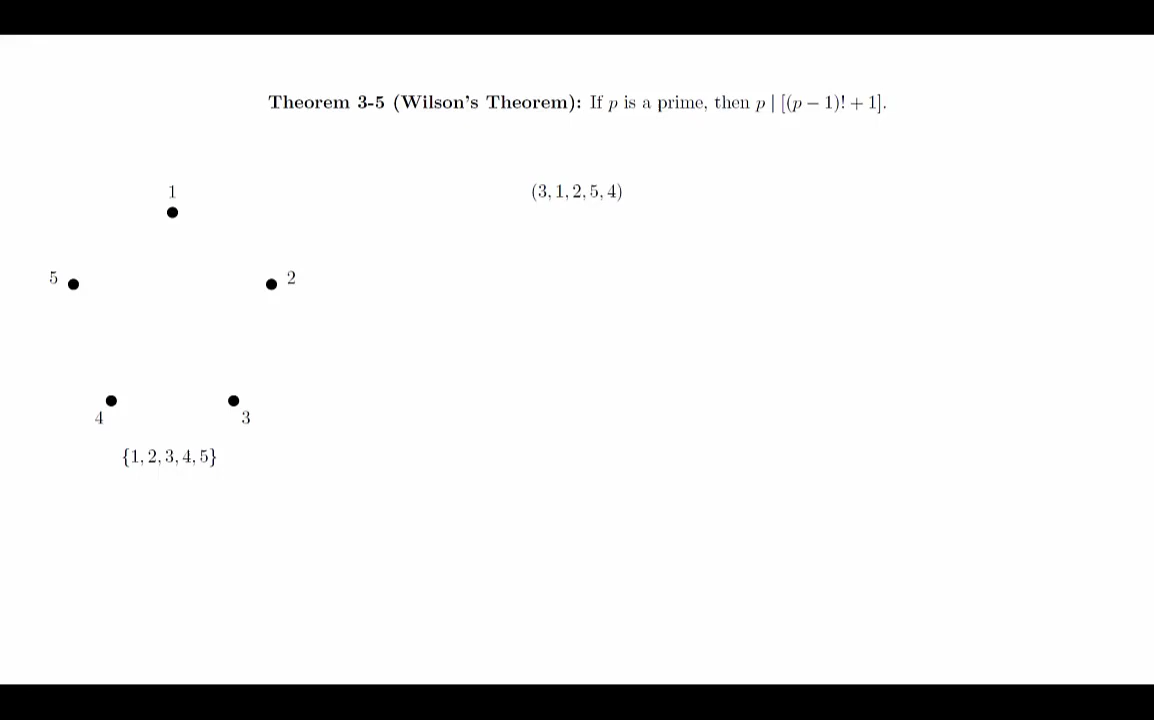 Theorem 3-5 (Wilson's Theorem): If p is a prime, then p | [(p − 1)! + 1].
1
(3, 1, 2, 5, 4)
5
2
4
3
{1, 2, 3, 4, 5}